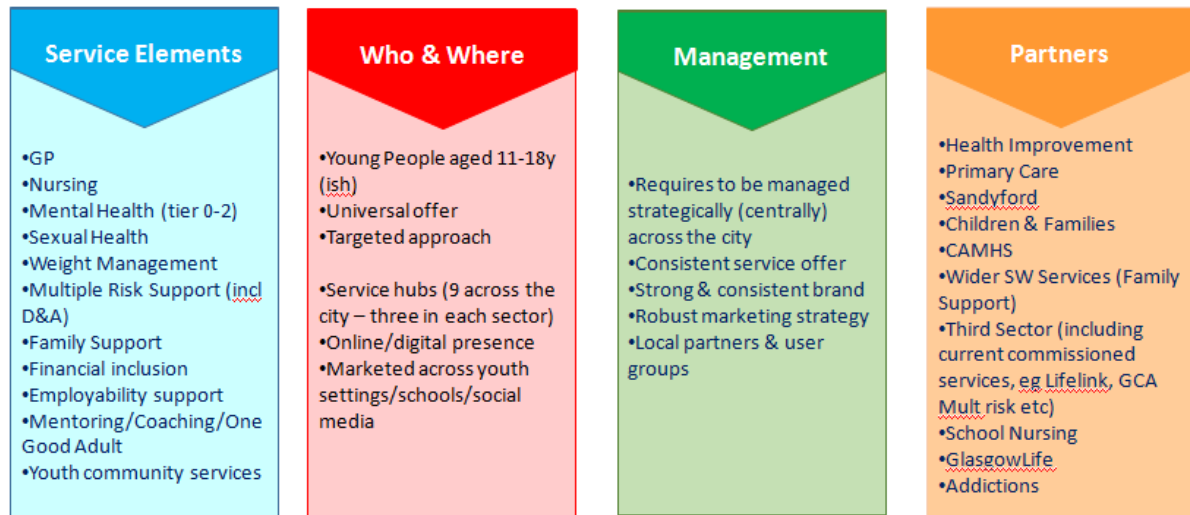 Service Elements
•GP
•Nursing
•Mental Health (tier 0-2)
•Sexual Health
•Weight Management
•Multiple Risk Support (incl
D&A)
•Family Support
•Financial inclusion
•Employability support
•Mentoring/Coaching/One
Good Adult
•Youth community services
Who & Where
•Young People aged 11-18y
(ish)
•Universal offer
•Targeted approach
•Service hubs (9 across the
city – three in each sector)
•Online/digital presence
•Marketed across youth
settings/schools/social
media
Management
•Requires to be managed
strategically (centrally)
across the city
•Consistent service offer
•Strong & consistent brand
•Robust marketing strategy
•Local partners & user
groups
Partners
•Health Improvement
•Primary Care
•Sandyford
•Children & Families
•CAMHS
•Wider SW Services (Family
Support)
•Third Sector (including
current commissioned
services, eg Lifelink, GCA
Mult risk etc)
•School Nursing
•GlasgowLife
•Addictions